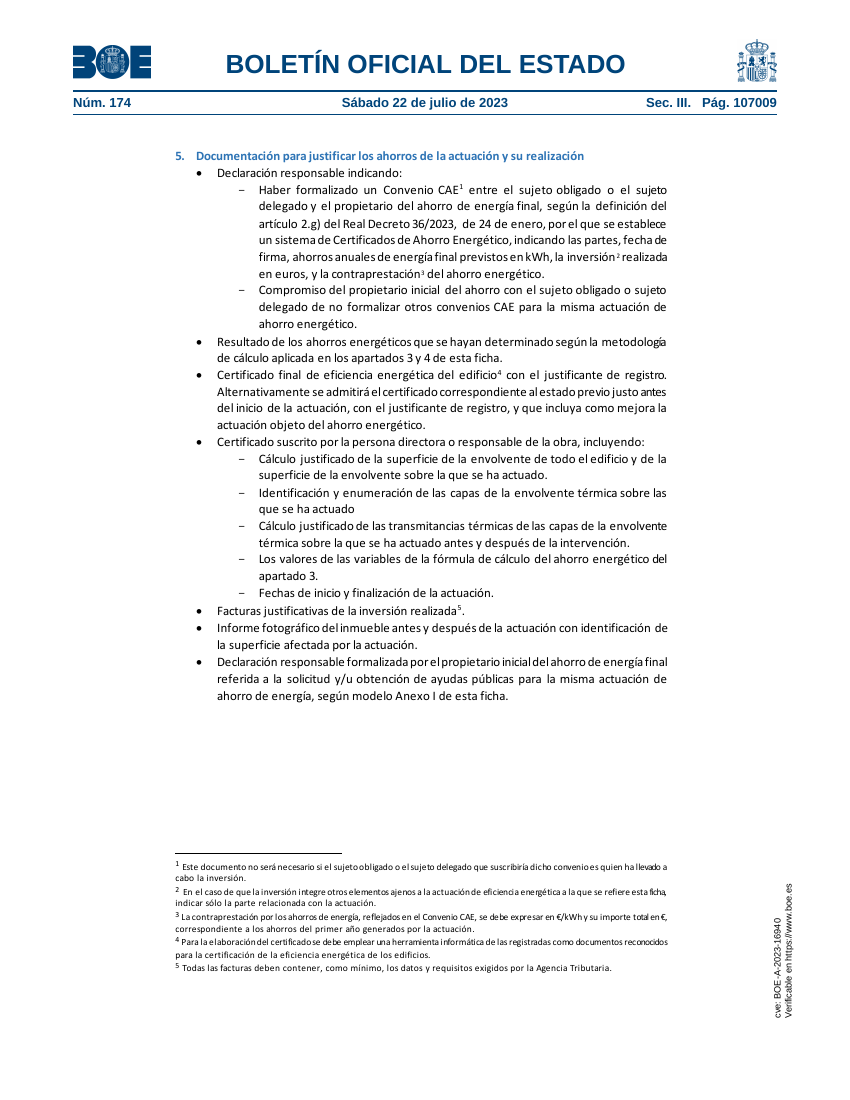 BOE
BOLETÍN OFICIAL DEL ESTADO
Núm. 174
Sábado 22 de julio de 2023
Sec. III. Pág. 107009
5. Documentación para justificar los ahorros de la actuación y su realización
• Declaración responsable indicando:
− Haber formalizado un Convenio CAE1 entre el sujeto obligado o el sujeto
delegado y el propietario del ahorro de energía final, según la definición del
artículo 2.g) del Real Decreto 36/2023, de 24 de enero, por el que se establece
un sistema de Certificados de Ahorro Energético, indicando las partes, fecha de
firma, ahorros anuales de energía final previstos en kWh, la inversión2 realizada
en euros, y la contraprestación3 del ahorro energético.
− Compromiso del propietario inicial del ahorro con el sujeto obligado o sujeto
delegado de no formalizar otros convenios CAE para la misma actuación de
ahorro energético.
• Resultado de los ahorros energéticos que se hayan determinado según la metodología
de cálculo aplicada en los apartados 3 y 4 de esta ficha.
• Certificado final de eficiencia energética del edificio4 con el justificante de registro.
Alternativamente se admitirá el certificado correspondiente al estado previo justo antes
del inicio de la actuación, con el justificante de registro, y que incluya como mejora la
actuación objeto del ahorro energético.
• Certificado suscrito por la persona directora o responsable de la obra, incluyendo:
− Cálculo justificado de la superficie de la envolvente de todo el edificio y de la
superficie de la envolvente sobre la que se ha actuado.
− Identificación y enumeración de las capas de la envolvente térmica sobre las
que se ha actuado
− Cálculo justificado de las transmitancias térmicas de las capas de la envolvente
térmica sobre la que se ha actuado antes y después de la intervención.
− Los valores de las variables de la fórmula de cálculo del ahorro energético del
apartado 3.
− Fechas de inicio y finalización de la actuación.
• Facturas justificativas de la inversión realizada5.
• Informe fotográfico del inmueble antes y después de la actuación con identificación de
la superficie afectada por la actuación.
• Declaración responsable formalizada por el propietario inicial del ahorro de energía final
referida a la solicitud y/u obtención de ayudas públicas para la misma actuación de
ahorro de energía, según modelo Anexo I de esta ficha.
1 Este documento no será necesario si el sujeto obligado o el sujeto delegado que suscribiría dicho convenio es quien ha llevado a
cabo la inversión.
2 En el caso de que la inversión integre otros elementos ajenos a la actuación de eficiencia energética a la que se refiere esta ficha,
indicar sólo la parte relacionada con la actuación.
3 La contraprestación por los ahorros de energía, reflejados en el Convenio CAE, se debe expresar en €/kWh y su importe total en €,
correspondiente a los ahorros del primer año generados por la actuación.
4 Para la elaboración del certificado se debe emplear una herramienta informática de las registradas como documentos reconocidos
para la certificación de la eficiencia energética de los edificios.
5 Todas las facturas deben contener, como mínimo, los datos y requisitos exigidos por la Agencia Tributaria.
cve: BOE-A-2023-16940
Verificable en https://www.boe.es